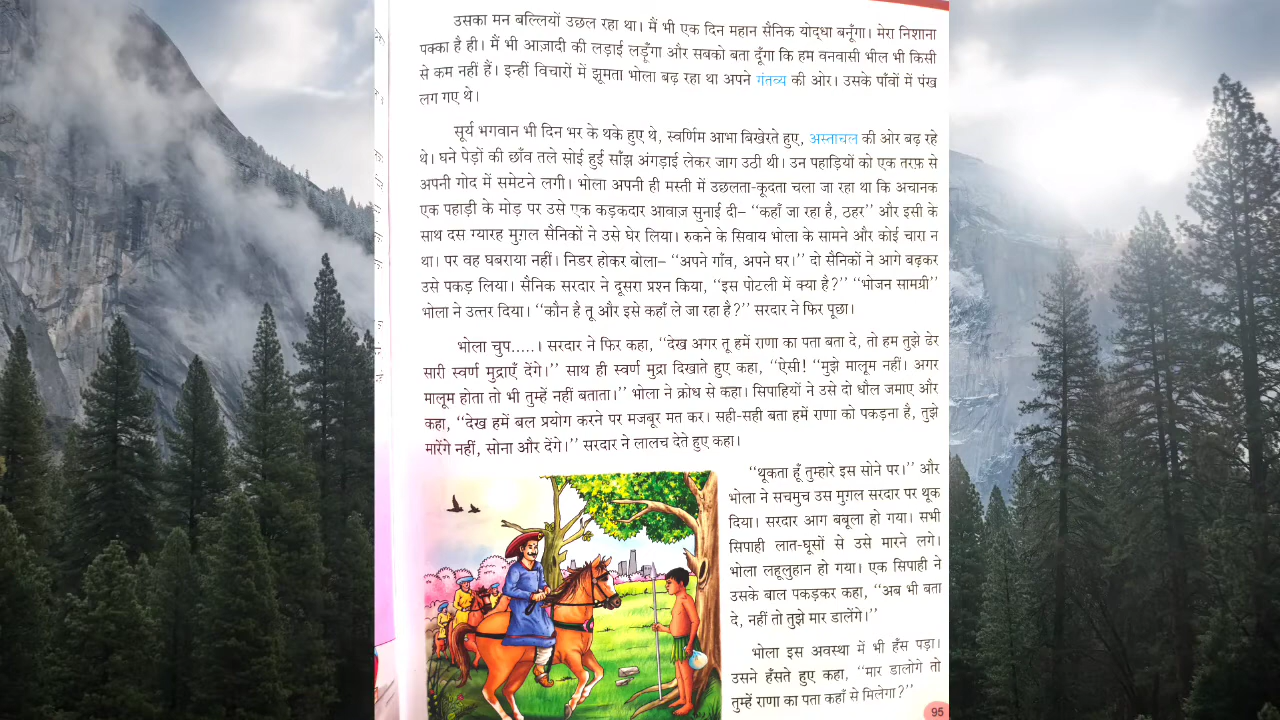 उसका मन बल्लियों उछल रहा था। मैं भी एक दिन महान सैनिक योद्धा बनूँगा। मेरा निशाना
पक्का है ही। मैं भी आज़ादी की लड़ाई लड़ूँगा और सबको बता दूँगा कि हम वनवासी भील भी किसी
से कम नहीं हैं। इन्हीं विचारों में झूमता भोला बढ़ रहा था अपने गंतव्य की ओर। उसके पाँवों में पंख
लग गए थे।
सूर्य भगवान भी दिन भर के थके हुए थे, स्वर्णिम आभा बिखेरते हुए, अस्ताचल की ओर बढ़ रहे
थे। घने पेड़ों की छाँव तले सोई हुई साँझ अंगड़ाई लेकर जाग उठी थी। उन पहाड़ियों को एक तरफ़ से
अपनी गोद में समेटने लगी। भोला अपनी ही मस्ती में उछलता-कूदता चला जा रहा था कि अचानक
एक पहाड़ी के मोड़ पर उसे एक कड़कदार आवाज़ सुनाई दी– ‘‘कहाँ जा रहा है, ठहर’’ और इसी के
साथ दस ग्यारह मुग़ल सैनिकों ने उसे घेर लिया। रुकने के सिवाय भोला के सामने और कोई चारा न
था। पर वह घबराया नहीं। निडर होकर बोला– ‘‘अपने गाँव, अपने घर।’’ दो सैनिकों ने आगे बढ़कर
उसे पकड़ लिया। सैनिक सरदार ने दूसरा प्रश्न किया, ‘‘इस पोटली में क्या है?’’ ‘‘भोजन सामग्री’’
भोला ने उत्तर दिया। ‘‘कौन है तू और इसे कहाँ ले जा रहा है?’’ सरदार ने फिर पूछा।
भोला चुप.....। सरदार ने फिर कहा, ‘‘देख अगर तू हमें राणा का पता बता दे, तो हम तुझे ढेर
सारी स्वर्ण मुद्राएँ देंगे।’’ साथ ही स्वर्ण मुद्रा दिखाते हुए कहा, ‘‘ऐसी! ‘‘मुझे मालूम नहीं। अगर
मालूम होता तो भी तुम्हें नहीं बताता।’’ भोला ने क्रोध से कहा। सिपाहियों ने उसे दो धौल जमाए और
कहा, ‘‘देख हमें बल प्रयोग करने पर मजबूर मत कर। सही-सही बता हमें राणा को पकड़ना है, तुझे
मारेंगे नहीं, सोना और देंगे।’’ सरदार ने लालच देते हुए कहा।
‘‘थूकता हूँ तुम्हारे इस सोने पर।’’ और
भोला ने सचमुच उस मुग़ल सरदार पर थूक
दिया। सरदार आग बबूला हो गया। सभी
सिपाही लात-घूसों से उसे मारने लगे।
भोला लहूलुहान हो गया। एक सिपाही ने
उसके बाल पकड़कर कहा, ‘‘अब भी बता
दे, नहीं तो तुझे मार डालेंगे।’’
भोला इस अवस्था में भी हँस पड़ा।
उसने हँसते हुए कहा, ‘‘मार डालोगे तो
तुम्हें राणा का पता कहाँ से मिलेगा?’’
95